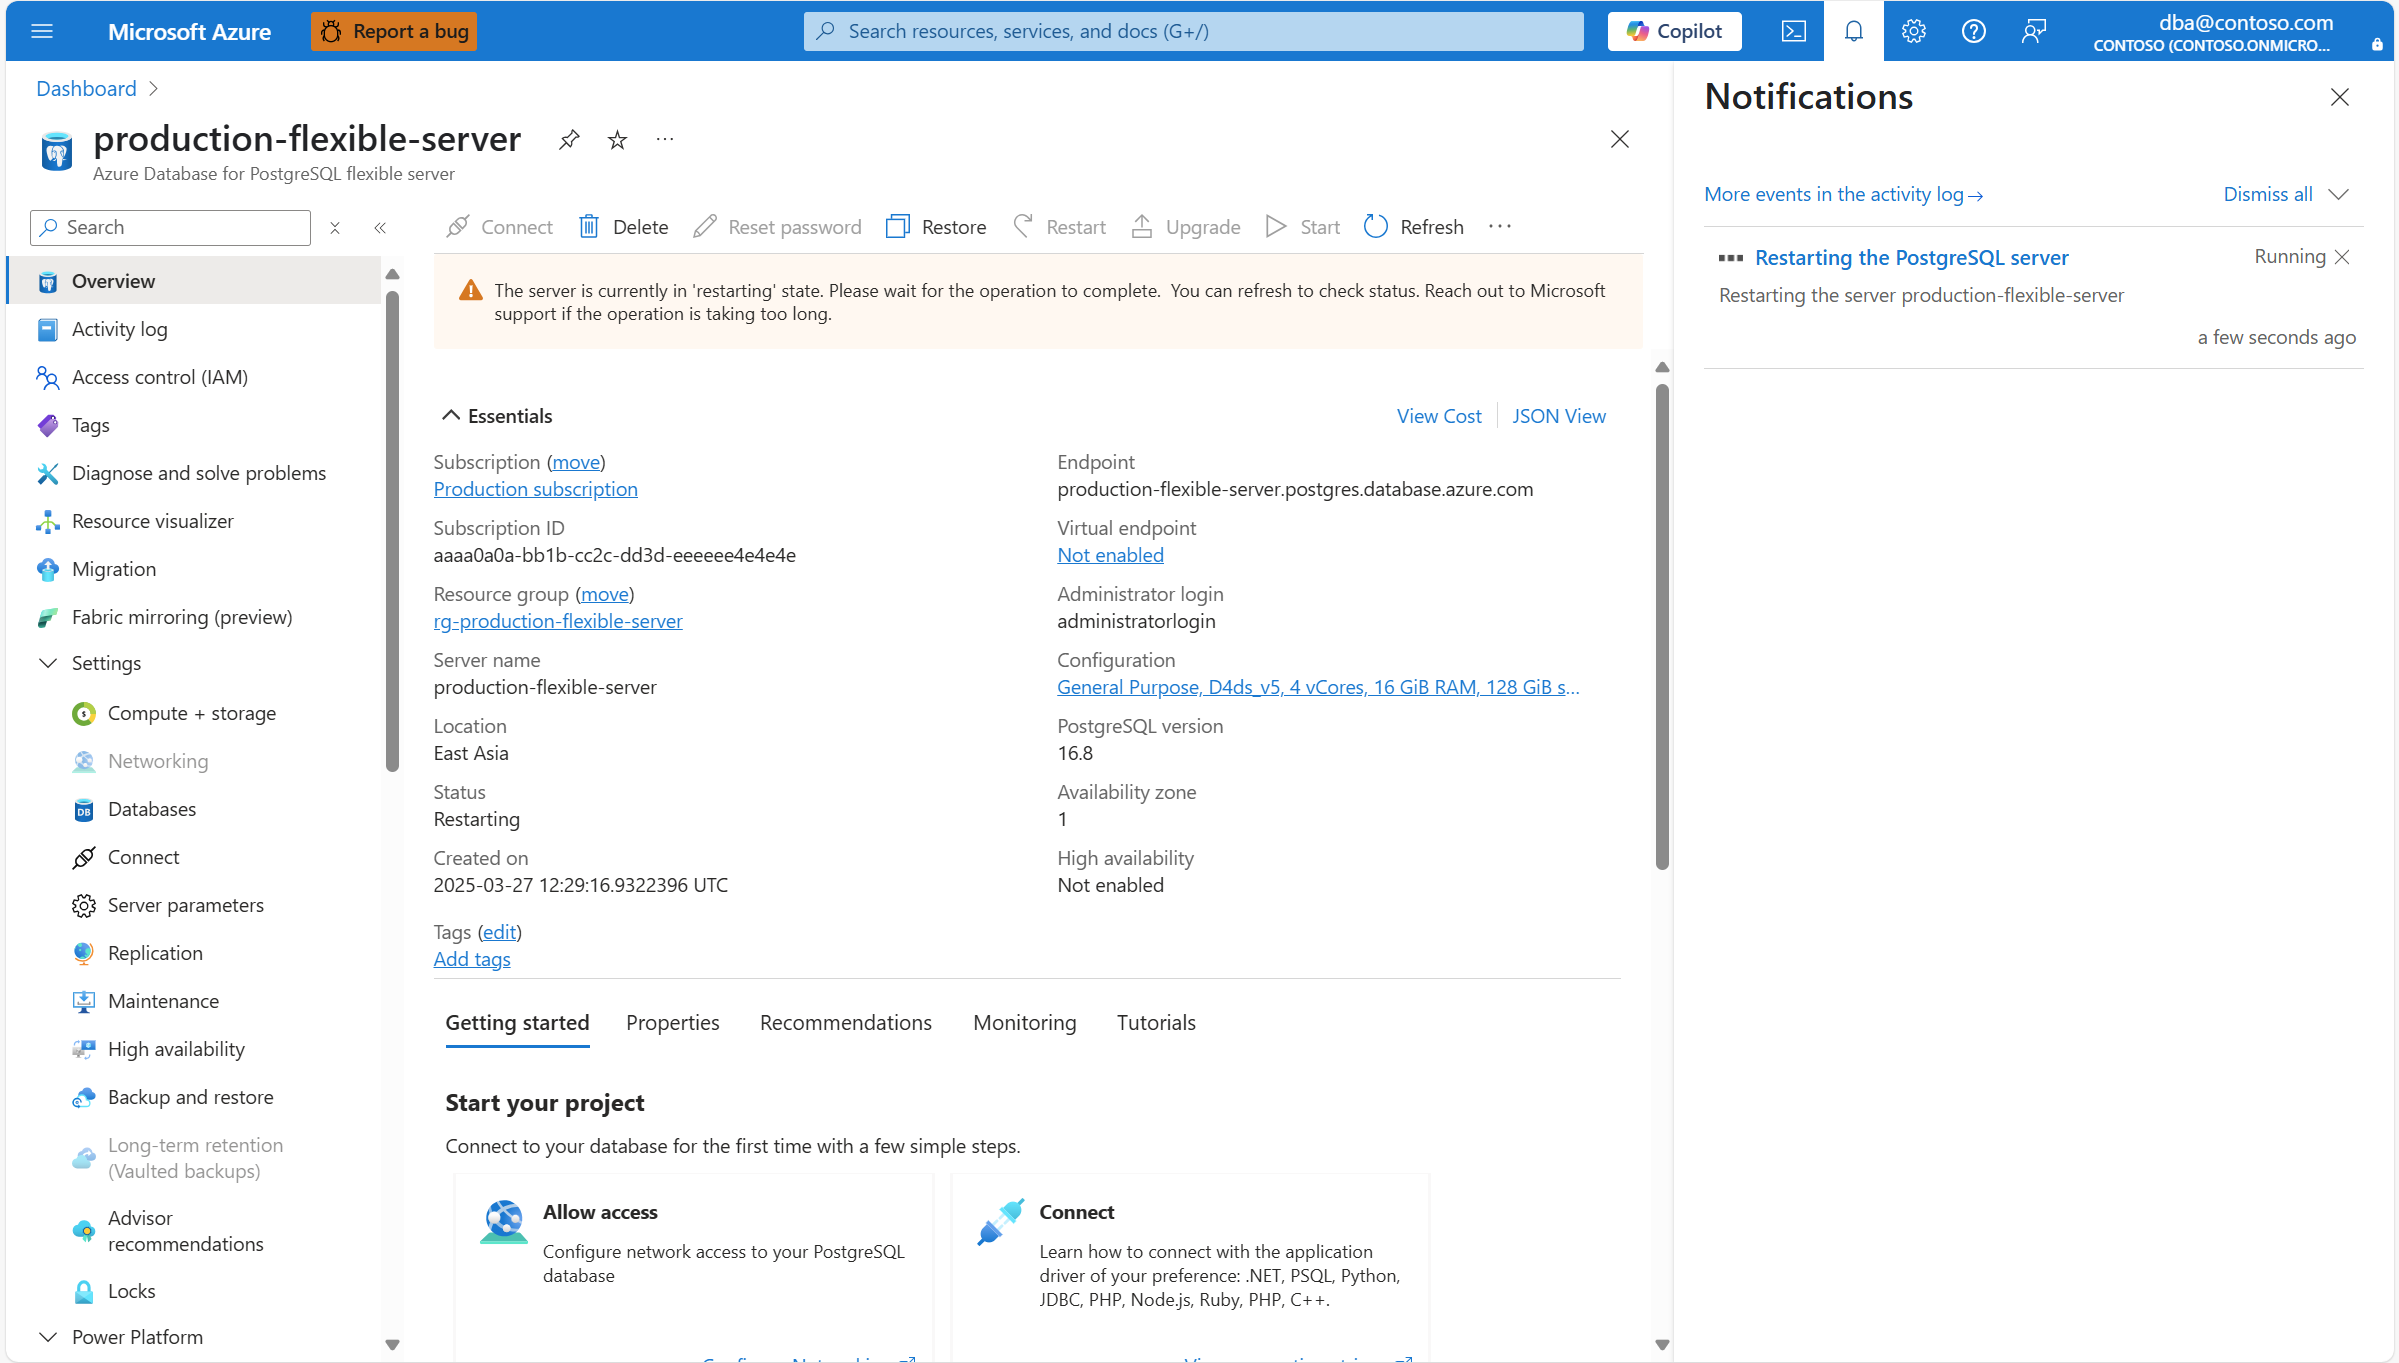 Microsoft Azure
Report a bug
Search resources, services, and docs (G+/)
Copilot
dba@contoso.com
CONTOSO (CONTOSO.ONMICRO...
Dashboard
production-flexible-server
Azure Database for PostgreSQL flexible server
Search
Overview
Activity log
Access control (IAM)
Tags
Diagnose and solve problems
Resource visualizer
Migration
Fabric mirroring (preview)
Settings
Compute + storage
Networking
Databases
Connect
Server parameters
Replication
Maintenance
High availability
Backup and restore
Long-term retention
(Vaulted backups)
Advisor
recommendations
Locks
Power Platform
Connect
Delete
Reset password
Restore
Restart
Upgrade
Start
Refresh
The server is currently in 'restarting' state. Please wait for the operation to complete.  You can refresh to check status. Reach out to Microsoft
support if the operation is taking too long.
Essentials
View Cost
JSON View
Subscription (move)
Production subscription
Subscription ID
aaaa0a0a-bb1b-cc2c-dd3d-eeeeee4e4e4e
Resource group (move)
rg-production-flexible-server
Server name
production-flexible-server
Location
East Asia
Status
Restarting
Created on
2025-03-27 12:29:16.9322396 UTC
Tags (edit)
Add tags
Endpoint
production-flexible-server.postgres.database.azure.com
Virtual endpoint
Not enabled
Administrator login
administratorlogin
Configuration
General Purpose, D4ds_v5, 4 vCores, 16 GiB RAM, 128 GiB s...
PostgreSQL version
16.8
Availability zone
1
High availability
Not enabled
Getting started
Properties
Recommendations
Monitoring
Tutorials
Start your project
Connect to your database for the first time with a few simple steps.
Allow access
Configure network access to your PostgreSQL
database
Connect
Learn how to connect with the application
driver of your preference: .NET, PSQL, Python,
JDBC, PHP, Node.js, Ruby, PHP, C++.
Notifications
More events in the activity log→
Dismiss all
Restarting the PostgreSQL server
Running
Restarting the server production-flexible-server
a few seconds ago